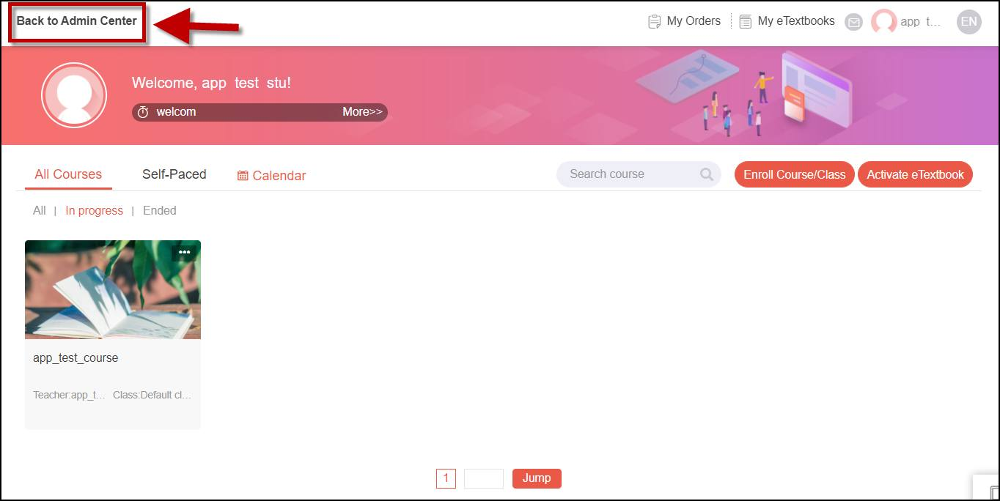 Back to Admin Center
My Orders
My eTextbooks
app t...
EN
Welcome, app test stu!
welcom
More>>
All Courses
Self-Paced
Calendar
Search course
Enroll Course/Class
Activate eTextbook
All | In progress | Ended
app_test_course
Teacher:app_t... Class:Default cl...
1
Jump